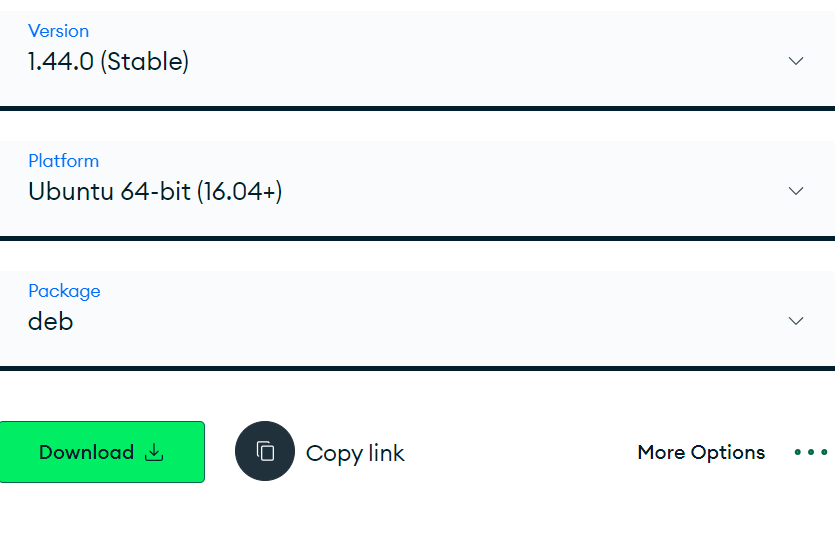 Version
1.44.0 (Stable)
Platform
Ubuntu 64-bit (16.04+)
Package
deb
Download
Copy link
More Options